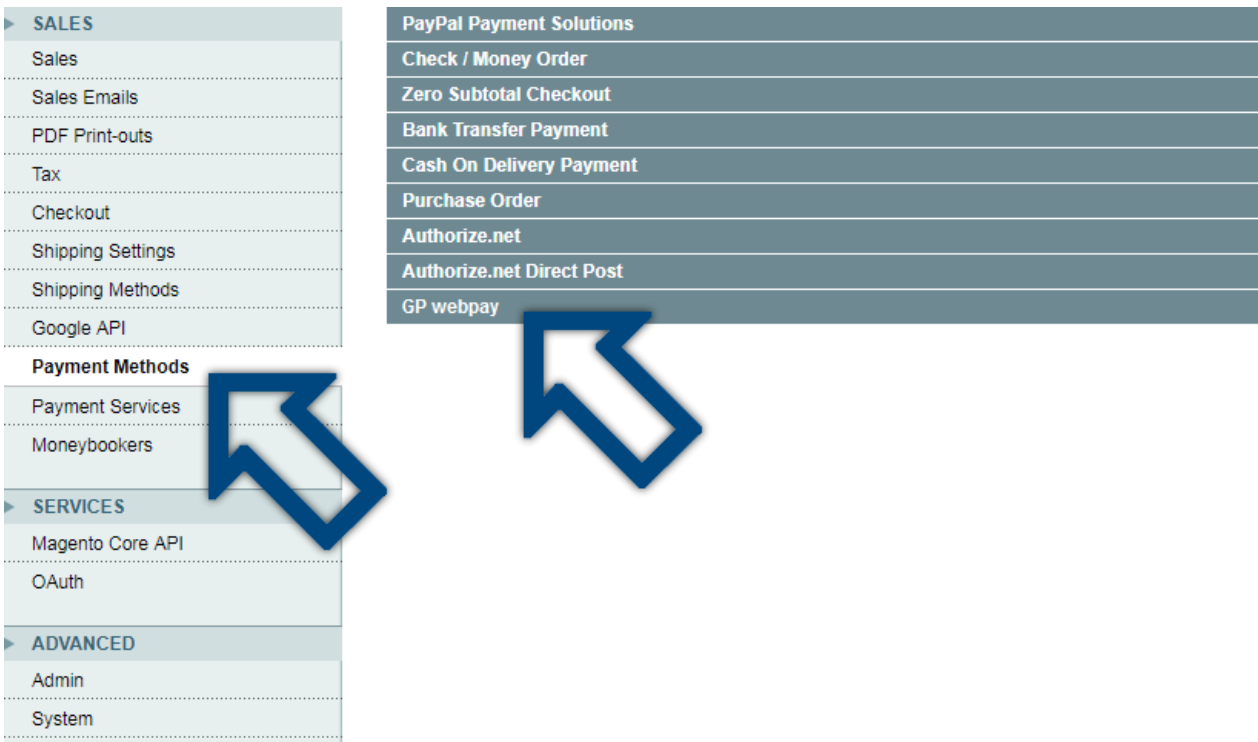 SALES
Sales
Sales Emails
PDF Print-outs
Tax
Checkout
Shipping Settings
Shipping Methods
Google API
Payment Methods
Payment Services
Moneybookers
SERVICES
Magento Core API
OAuth
ADVANCED
Admin
System
PayPal Payment Solutions
Check / Money Order
Zero Subtotal Checkout
Bank Transfer Payment
Cash On Delivery Payment
Purchase Order
Authorize.net
Authorize.net Direct Post
GP webpay